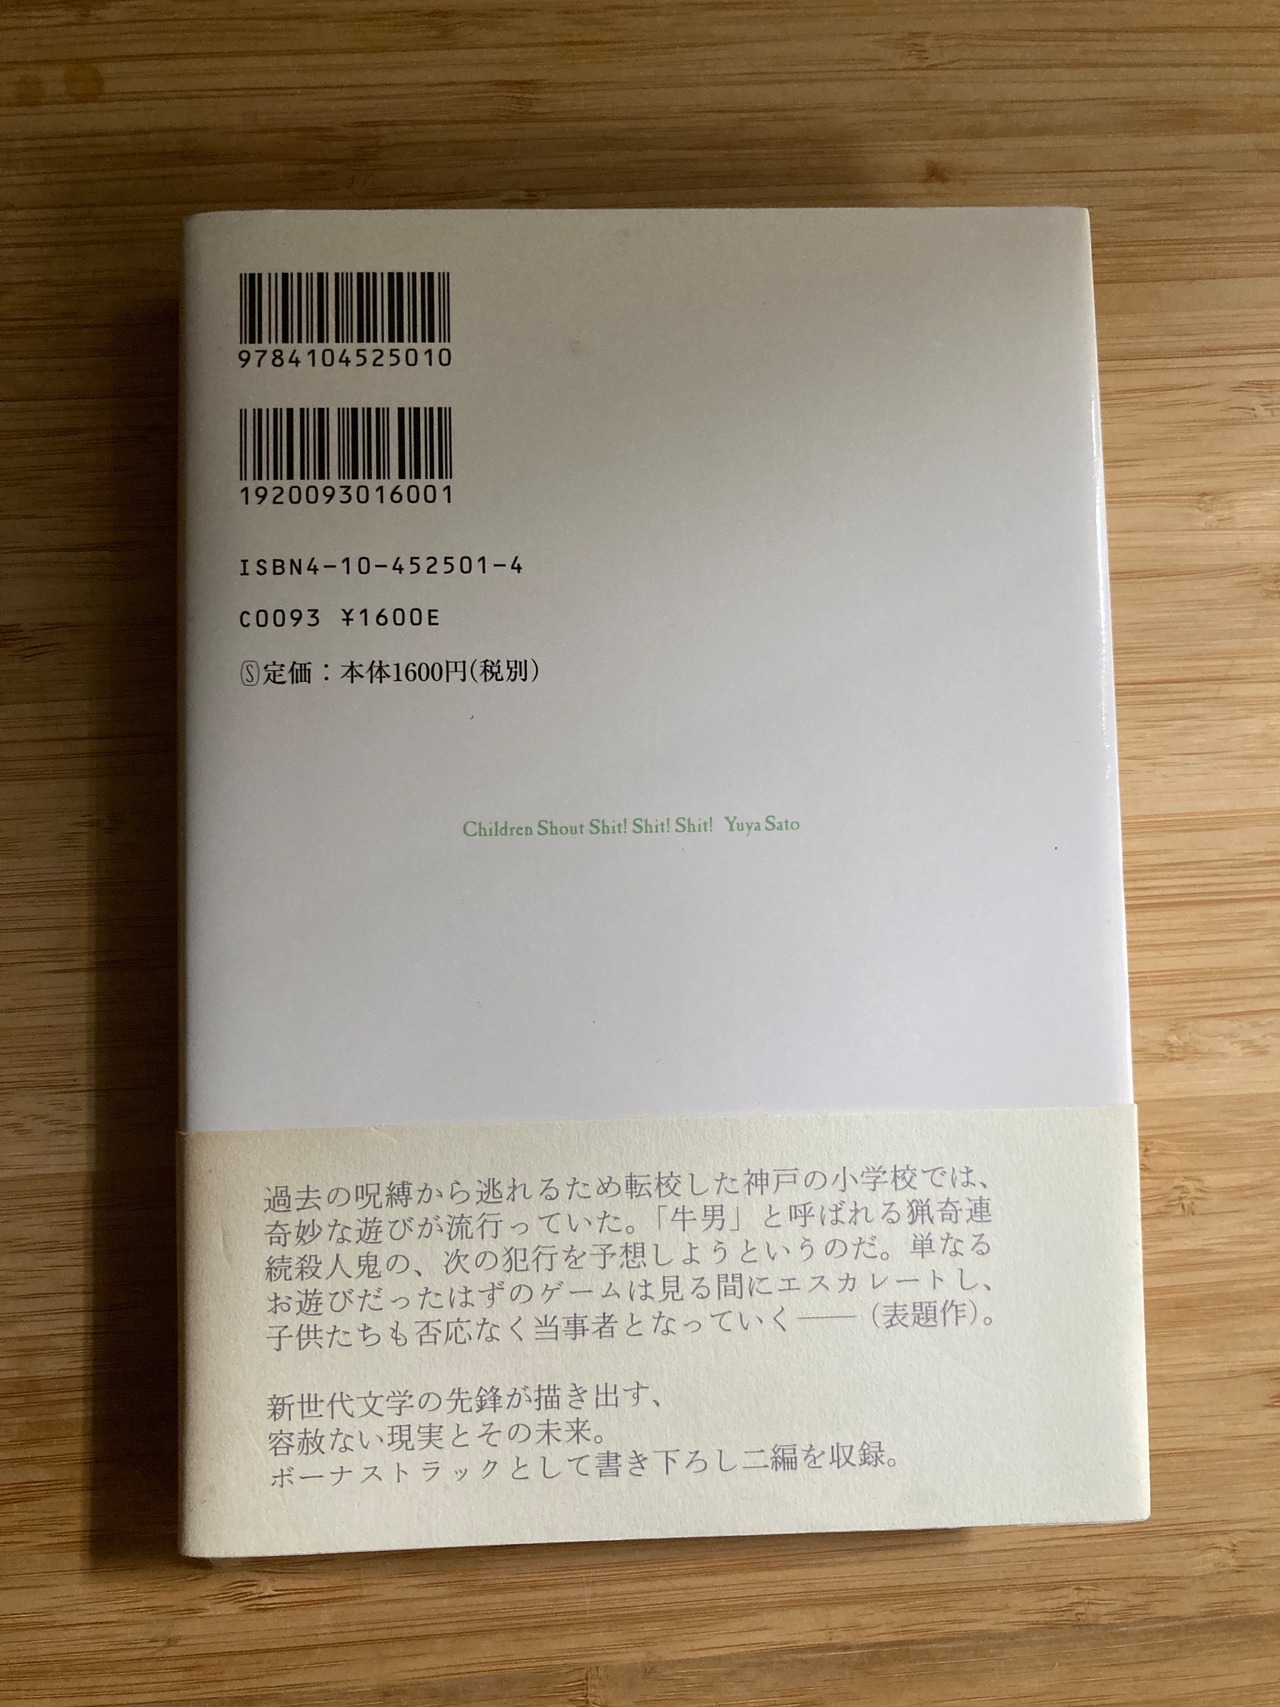 9784104525010
1920093016001
ISBN4-10-452501-4
C0093 ¥1600E
Ⓢ定価：本体1600円(税別)
Children Shout Shit! Shit! Shit! Yuya Sato
過去の呪縛から逃れるため転校した神戸の小学校では、
奇妙な遊びが流行っていた。「牛男」と呼ばれる猟奇連
続殺人鬼の、次の犯行を予想しようというのだ。単なる
お遊びだったはずのゲームは見る間にエスカレートし、
子供たちも否応なく当事者となっていく――（表題作）。
新世代文学の先鋒が描き出す、
容赦ない現実とその未来。
ボーナストラックとして書き下ろし二編を収録。